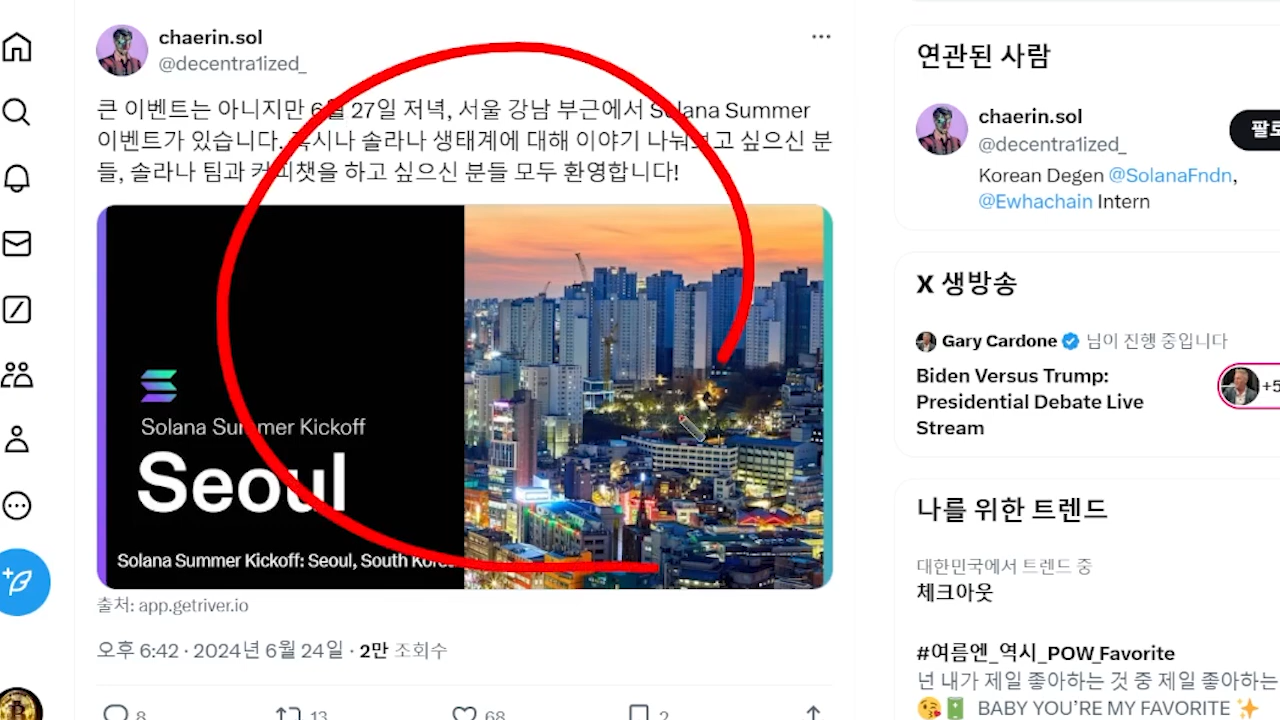 chaerin.sol
@decentra1ized_
큰 이벤트는 아니지만 6월 27일 저녁, 서울 강남 부근에서 Solana Summer
이벤트가 있습니다. 혹시나 솔라나 생태계에 대해 이야기 나눠보고 싶으신 분
들, 솔라나 팀과 커피챗을 하고 싶으신 분들 모두 환영합니다!
Solana Summer Kickoff
Seoul
Solana Summer Kickoff: Seoul, South Korea
출처: app.getriver.io
오후 6:42 · 2024년 6월 24일 · 2만 조회수
8 13 68 2
연관된 사람
chaerin.sol
@decentra1ized_
팔로
Korean Degen @SolanaFndn,
@Ewhachain Intern
X 생방송
Gary Cardone 님이 진행 중입니다
Biden Versus Trump:
Presidential Debate Live
Stream
+5
나를 위한 트렌드
대한민국에서 트렌드 중
체크아웃
#여름엔_역시_POW_Favorite
넌 내가 제일 좋아하는 것 중 제일 좋아하는
😘🔋 BABY YOU'RE MY FAVORITE ✨